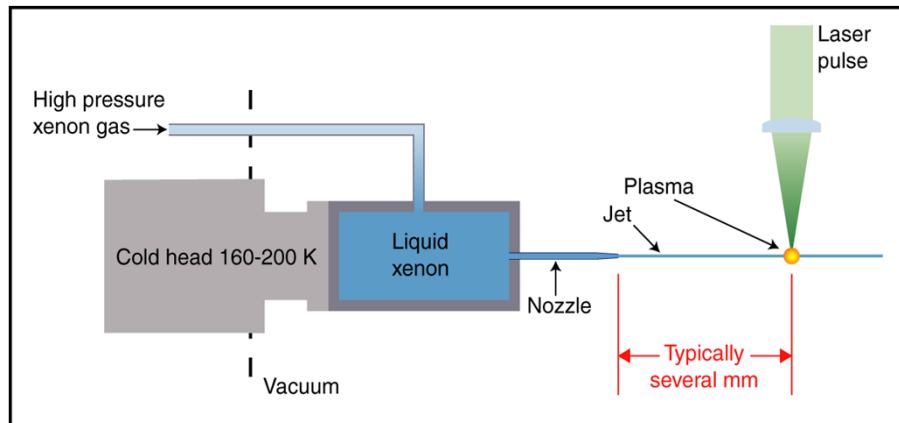 Laser
pulse
High pressure
xenon gas
Plasma
Jet
Cold head 160-200 K
Liquid
xenon
Nozzle
Typically
several mm
Vacuum